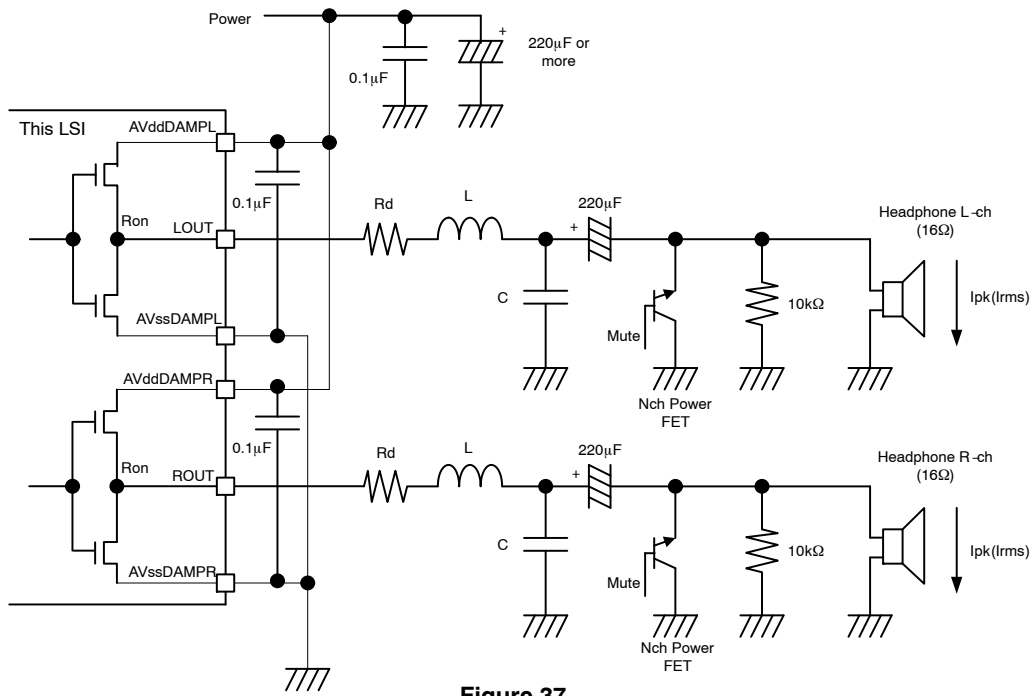 Power
0.1µF
+
220µF or
more
This LSI
AVddDAMPL
0.1µF
Ron
LOUT
Rd
L
220µF
+
Headphone L-ch
(16Ω)
C
Mute
10kΩ
Ipk(Irms)
AVssDAMPL
Nch Power
FET
AVddDAMPR
0.1µF
Ron
ROUT
Rd
L
220µF
+
Headphone R-ch
(16Ω)
C
Mute
10kΩ
Ipk(Irms)
AVssDAMPR
Nch Power
FET
Figure 37